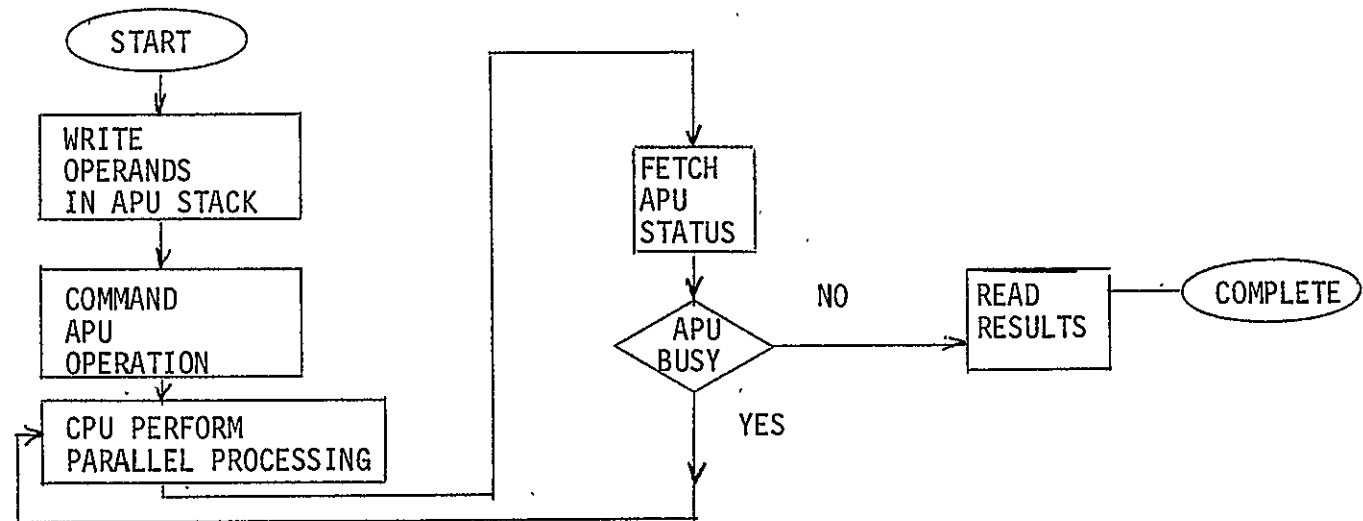 START
WRITE
OPERANDS
IN APU STACK
COMMAND
APU
OPERATION
CPU PERFORM
PARALLEL PROCESSING
FETCH
APU
STATUS
APU
BUSY
NO
YES
READ
RESULTS
COMPLETE